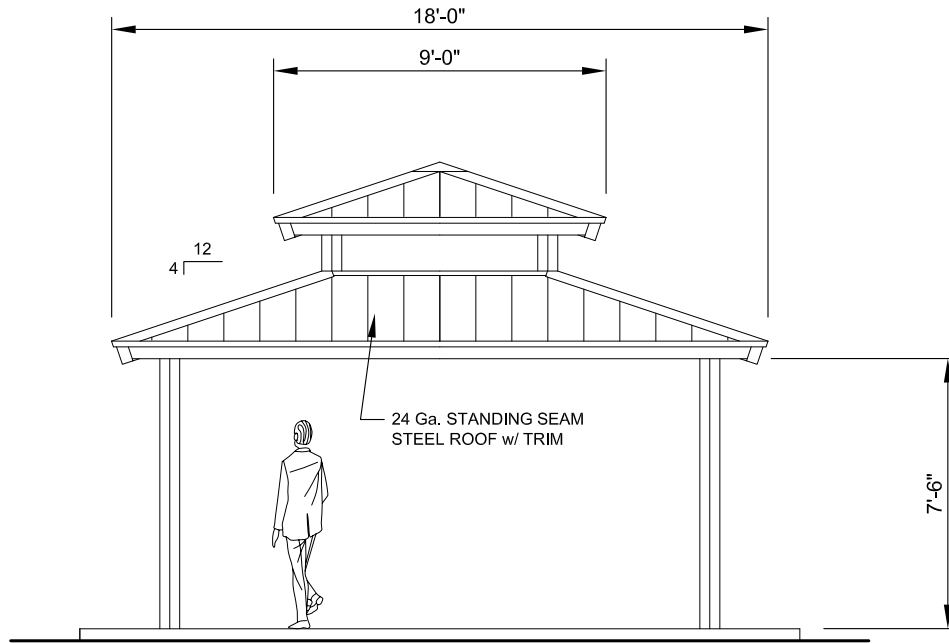 18'-0"
9'-0"
12
4
24 Ga. STANDING SEAM
STEEL ROOF w/ TRIM
7'-6"